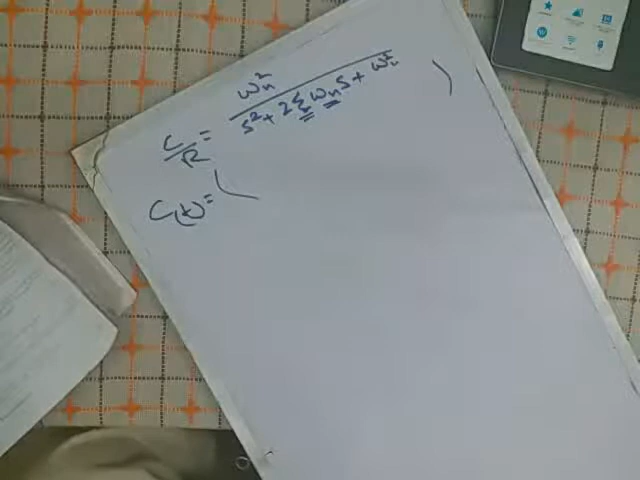 C/R = ωn² / s² + 2ξωns + ωn²
C(t) =